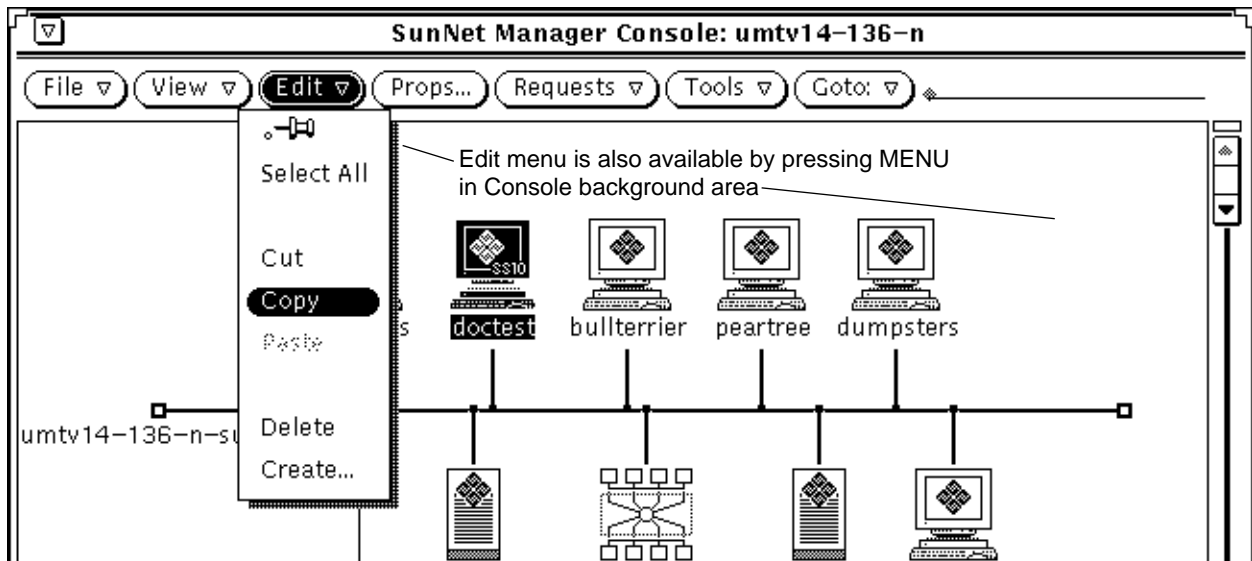 SunNet Manager Console: umtv14-136-n
File View Edit Props... Requests Tools Goto:
Select All
Cut
Copy
Paste
Delete
Create...
Edit menu is also available by pressing MENU
in Console background area
SS10
s doctest bullterrier peartree dumpsters
umtv14-136-n-su